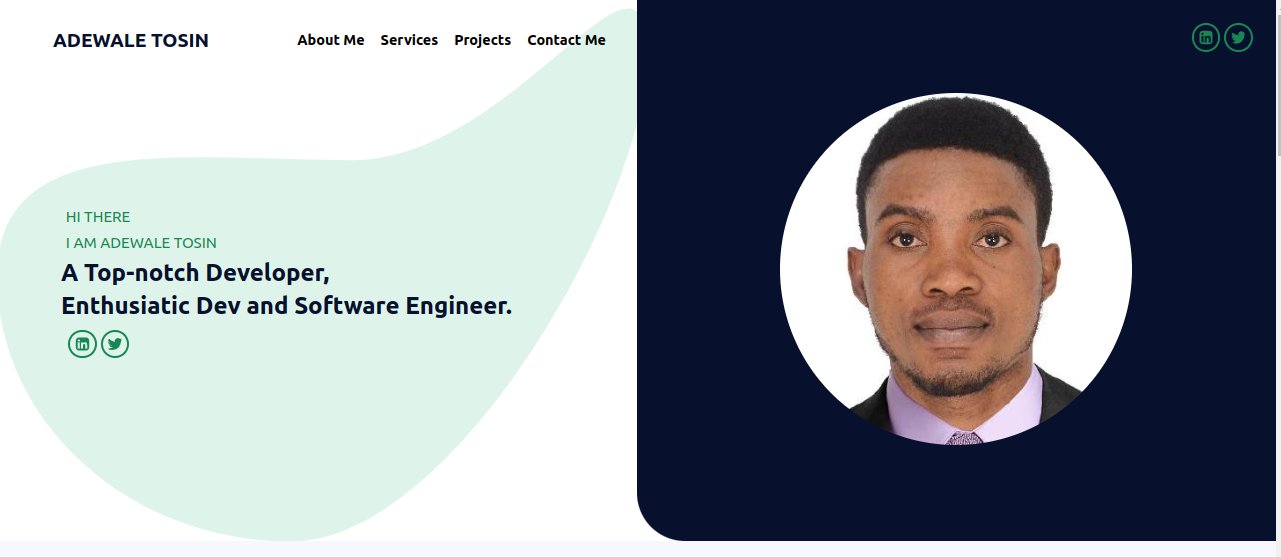 ADEWALE TOSIN
About Me Services Projects Contact Me
HI THERE
I AM ADEWALE TOSIN
A Top-notch Developer,
Enthusiatic Dev and Software Engineer.